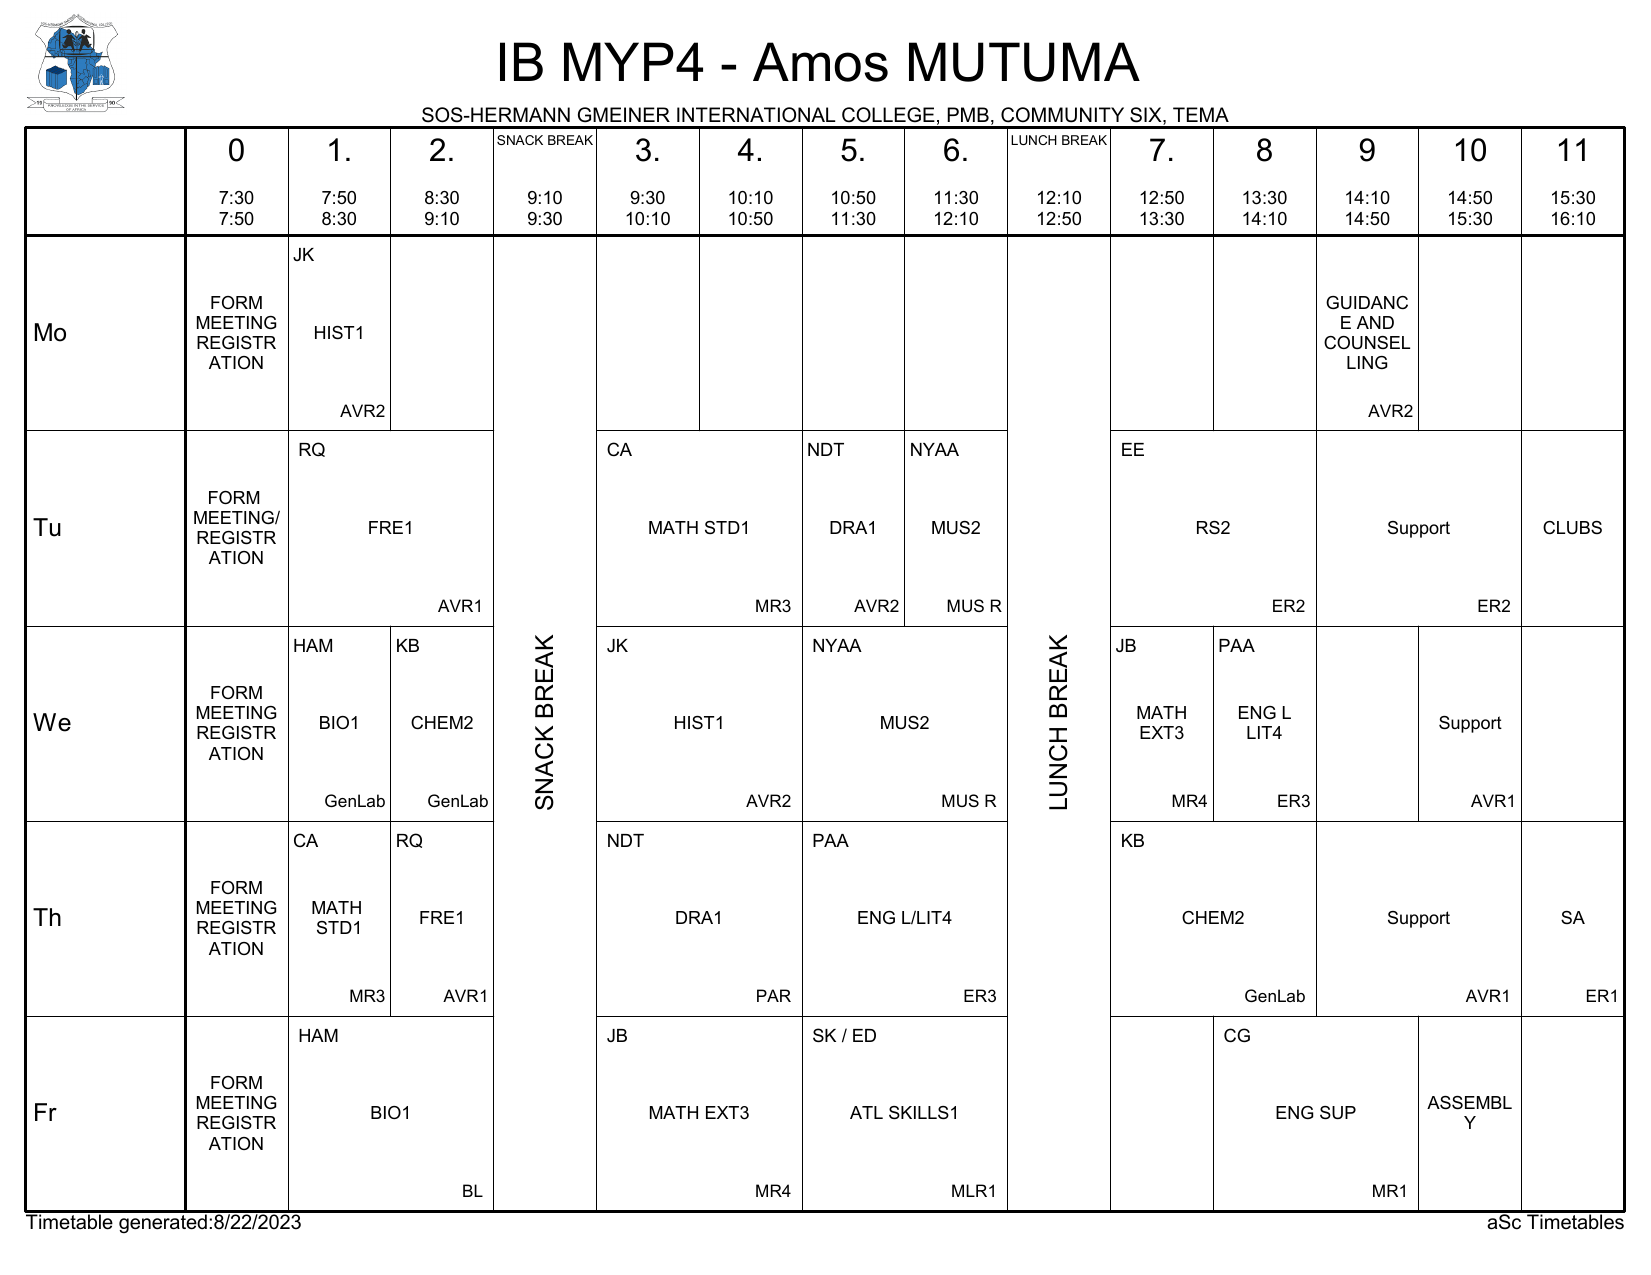 IB MYP4 - Amos MUTUMA
SOS-HERMANN GMEINER INTERNATIONAL COLLEGE, PMB, COMMUNITY SIX, TEMA
0 1. 2. SNACK BREAK 3. 4. 5. 6. LUNCH BREAK 7. 8 9 10 11
7:30 7:50 8:30 9:10 9:30 10:10 10:50 11:30 12:10 12:50 13:30 14:10 14:50 15:30
7:50 8:30 9:10 9:30 10:10 10:50 11:30 12:10 12:50 13:30 14:10 14:50 15:30 16:10
Mo
FORM
MEETING
REGISTR
ATION
JK
HIST1
AVR2
GUIDANC
E AND
COUNSEL
LING
AVR2
Tu
FORM
MEETING/
REGISTR
ATION
RQ
FRE1
AVR1
CA
MATH STD1
MR3
NDT
DRA1
AVR2
NYAA
MUS2
MUS R
EE
RS2
ER2
Support
ER2
CLUBS
We
FORM
MEETING
REGISTR
ATION
HAM
BIO1
GenLab
KB
CHEM2
GenLab
SNACK BREAK
JK
HIST1
AVR2
NYAA
MUS2
MUS R
LUNCH BREAK
JB
MATH
EXT3
MR4
PAA
ENG L
LIT4
ER3
Support
AVR1
Th
FORM
MEETING
REGISTR
ATION
CA
MATH
STD1
MR3
RQ
FRE1
AVR1
NDT
DRA1
PAR
PAA
ENG L/LIT4
ER3
KB
CHEM2
GenLab
Support
AVR1
SA
ER1
Fr
FORM
MEETING
REGISTR
ATION
HAM
BIO1
BL
JB
MATH EXT3
MR4
SK / ED
ATL SKILLS1
MLR1
CG
ENG SUP
MR1
ASSEMBL
Y
Timetable generated:8/22/2023
aSc Timetables